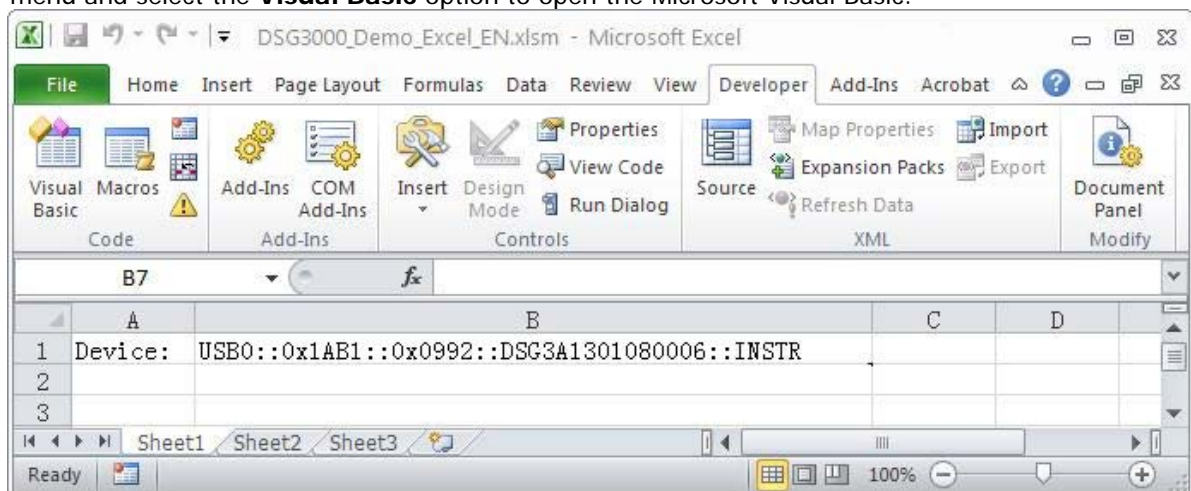 menu and select the Visual Basic option to open the Microsoft Visual Basic.
DSG3000_Demo_Excel_EN.xlsm - Microsoft Excel
File Home Insert Page Layout Formulas Data Review View Developer Add-Ins Acrobat
Visual Basic
Macros
Code
Add-Ins
COM Add-Ins
Add-Ins
Insert
Design Mode
Properties
View Code
Run Dialog
Controls
Source
Map Properties
Expansion Packs
Refresh Data
Import
Export
XML
Document Panel
Modify
B7 fx
A B C D
1 Device: USB0::0x1AB1::0x0992::DSG3A1301080006::INSTR
2
3
Sheet1 Sheet2 Sheet3
Ready 100%